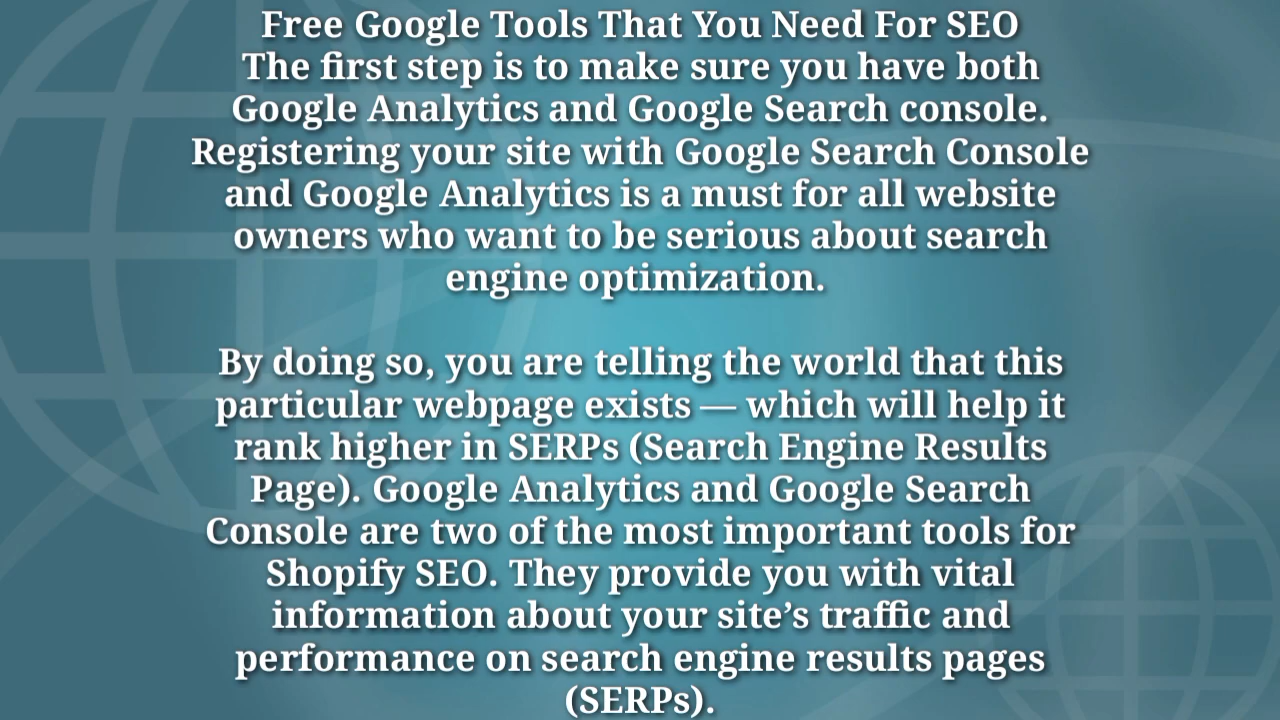 Free Google Tools That You Need For SEO
The first step is to make sure you have both
Google Analytics and Google Search console.
Registering your site with Google Search Console
and Google Analytics is a must for all website
owners who want to be serious about search
engine optimization.
By doing so, you are telling the world that this
particular webpage exists — which will help it
rank higher in SERPs (Search Engine Results
Page). Google Analytics and Google Search
Console are two of the most important tools for
Shopify SEO. They provide you with vital
information about your site’s traffic and
performance on search engine results pages
(SERPs).